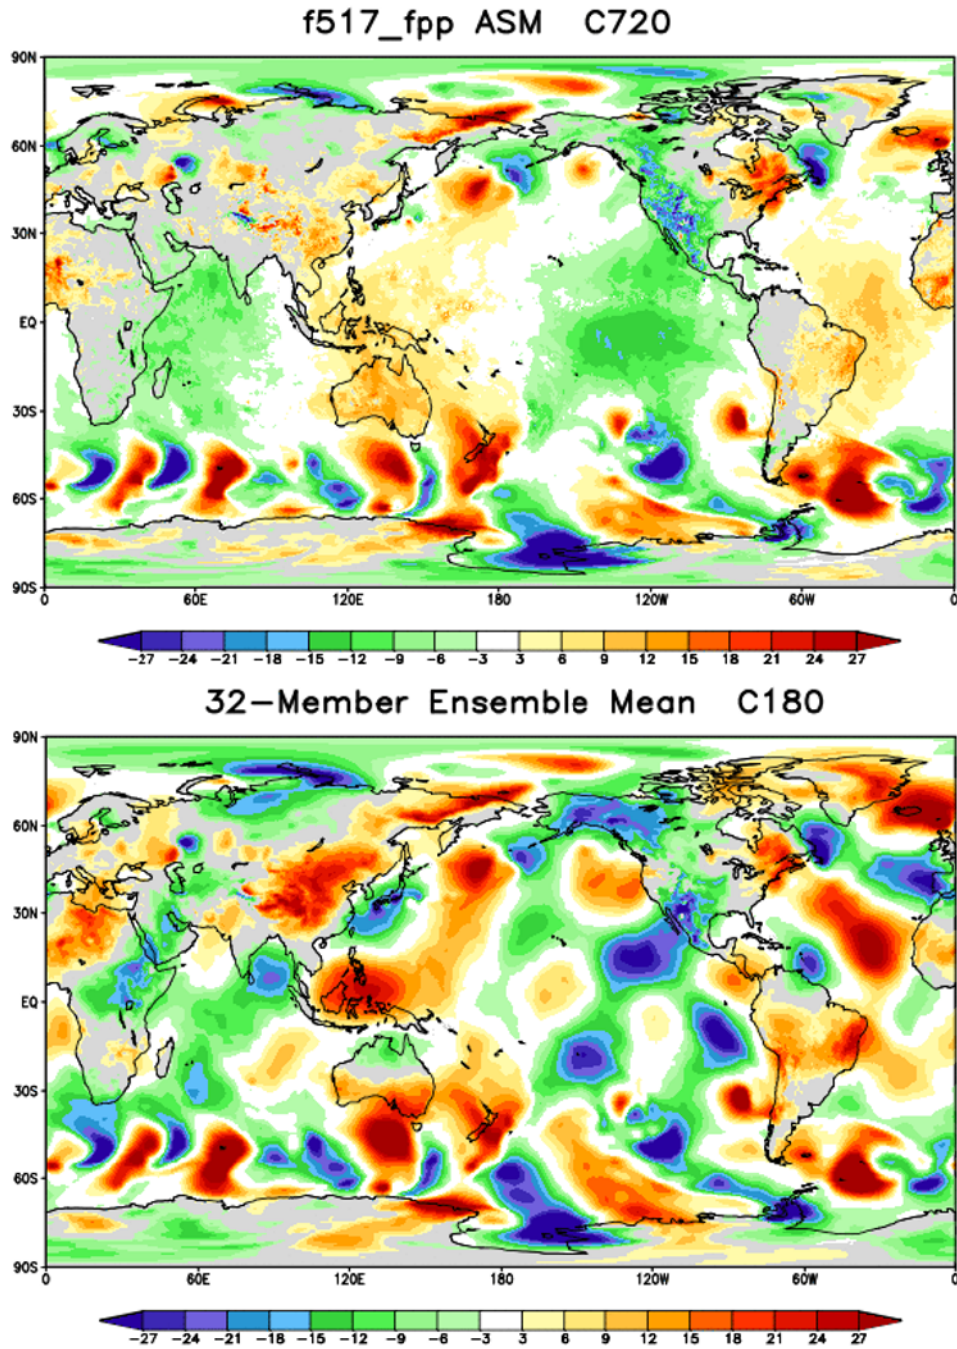 f517_fpp ASM C720
90N
60N
30N
EQ
30S
60S
90S
0 60E 120E 180 120W 60W 0
-27 -24 -21 -18 -15 -12 -9 -6 -3 3 6 9 12 15 18 21 24 27
32-Member Ensemble Mean C180
90N
60N
30N
EQ
30S
60S
90S
0 60E 120E 180 120W 60W 0
-27 -24 -21 -18 -15 -12 -9 -6 -3 3 6 9 12 15 18 21 24 27